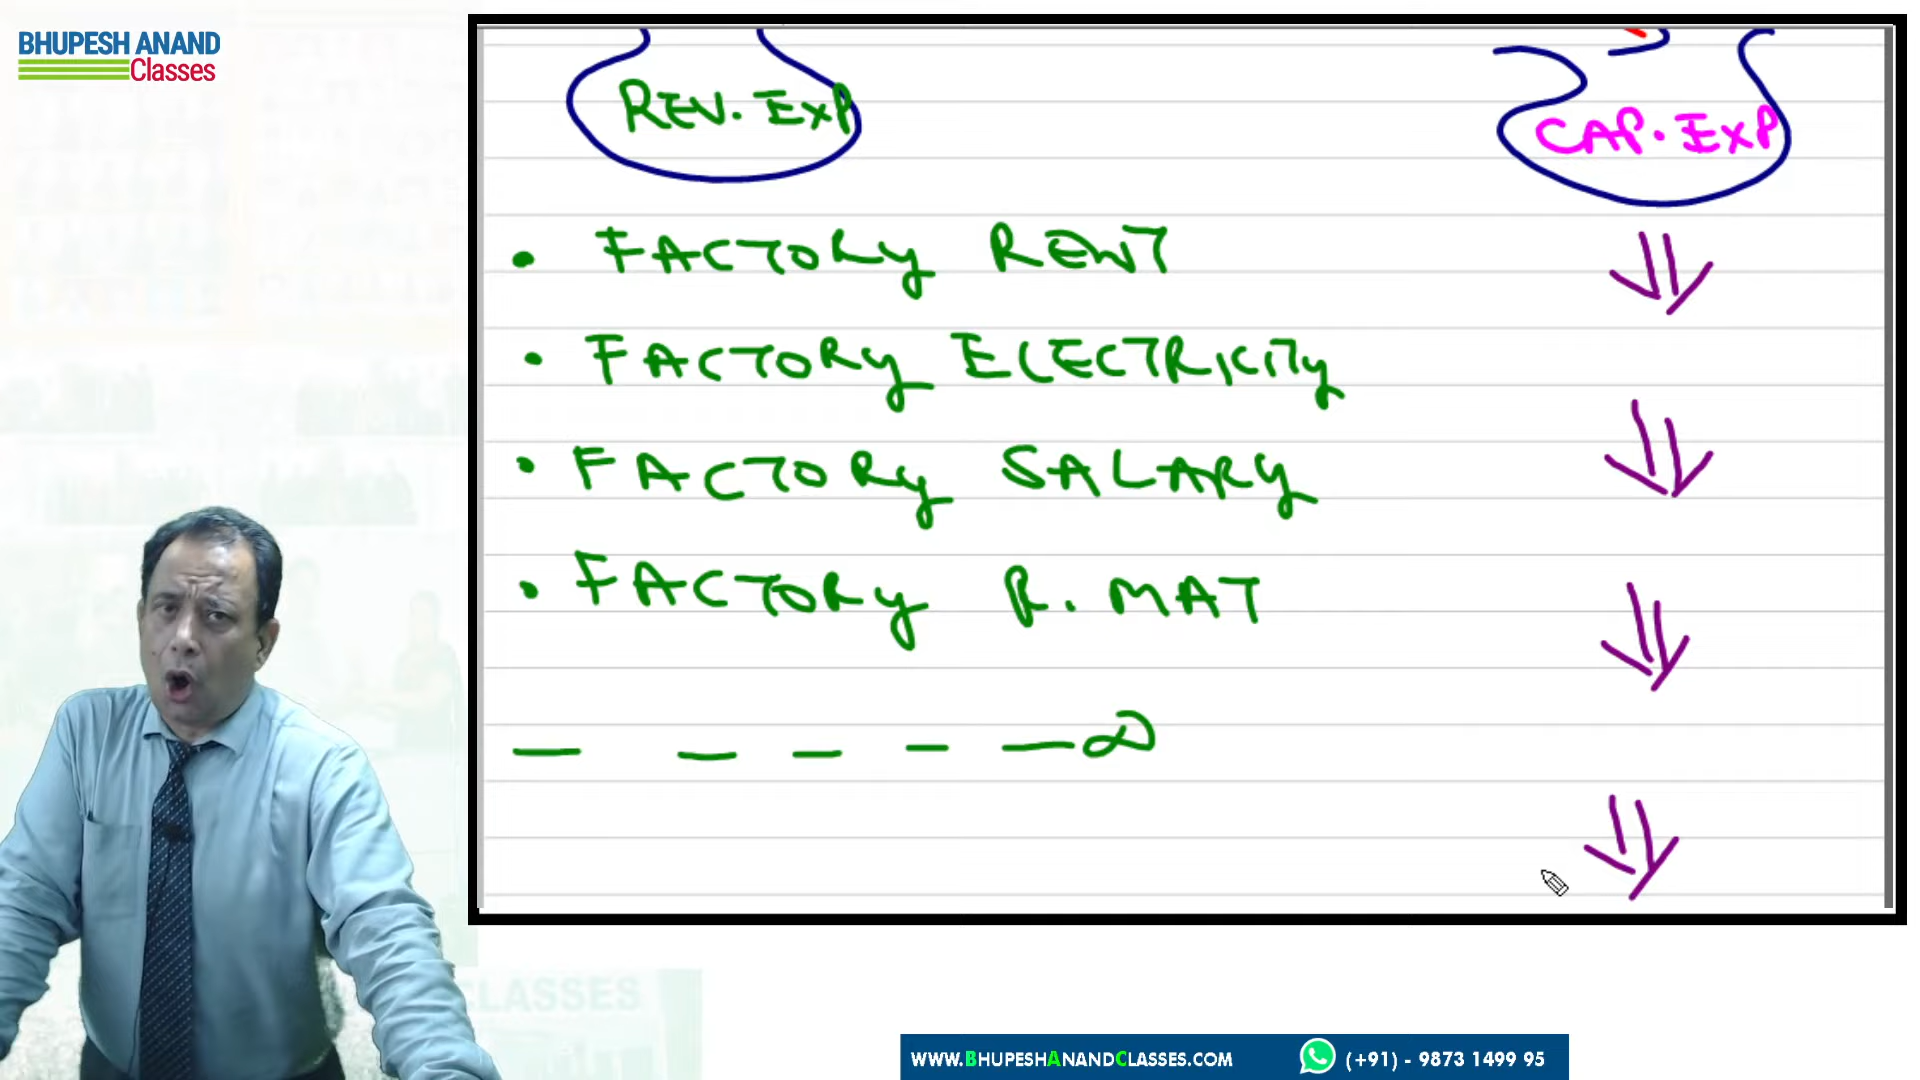 BHUPESH ANAND
Classes
REV. EXP
CAP. EXP
• FACTORY RENT
• FACTORY ELECTRICITY
• FACTORY SALARY
• FACTORY R. MAT
— — — — — ∞
CLASSES
WWW.BHUPESHANANDCLASSES.COM (+91) - 9873 1499 95